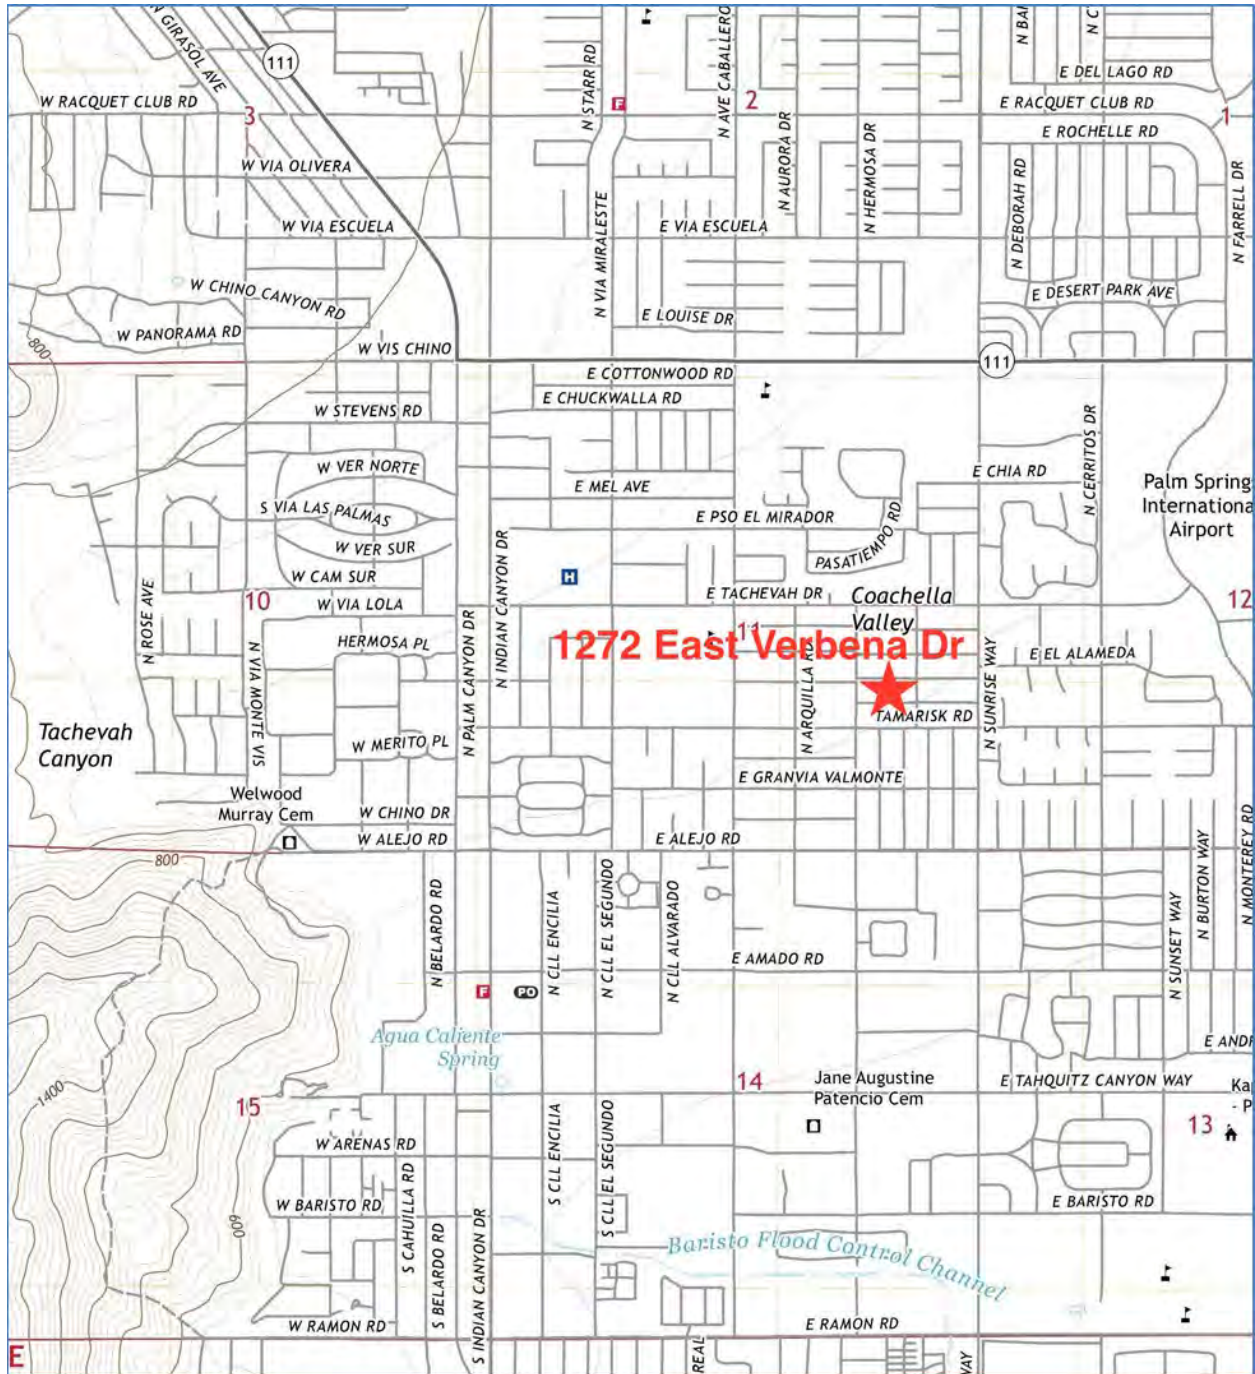 N GIRASOL AVE
111
N STARR RD
N AVE CABALLERO
E DEL LAGO RD
W RACQUET CLUB RD
3
F
2
E RACQUET CLUB RD
1
E ROCHELLE RD
W VIA OLIVERA
N AURORA DR
N HERMOSA DR
N DEBORAH RD
N FARRELL DR
W VIA ESCUELA
N VIA MIRALESTE
E VIA ESCUELA
W CHINO CANYON RD
E DESERT PARK AVE
W PANORAMA RD
E LOUISE DR
800
W VIS CHINO
111
E COTTONWOOD RD
E CHUCKWALLA RD
W STEVENS RD
N CERRITOS DR
W VER NORTE
E CHIA RD
E MEL AVE
Palm Spring
Internationa
Airport
S VIA LAS PALMAS
E PSO EL MIRADOR
PASATIEMPO RD
W VER SUR
N INDIAN CANYON DR
W CAM SUR
H
E TACHEVAH DR
Coachella
Valley
N ROSE AVE
10
W VIA LOLA
12
HERMOSA PL
11
1272 East Verbena Dr
N PALM CANYON DR
N VIA MONTE VIS
N ARQUILLA RD
N SUNRISE WAY
E EL ALAMEDA
TAMARISK RD
Tachevah
Canyon
W MERITO PL
E GRANVIA VALMONTE
Welwood
Murray Cem
W CHINO DR
W ALEJO RD
E ALEJO RD
N MONTEREY RD
800
N BELARDO RD
N CLL ENCILIA
N CLL EL SEGUNDO
N CLL ALVARADO
N BURTON WAY
N SUNSET WAY
E AMADO RD
F
PO
Agua Caliente
Spring
1400
14
Jane Augustine
Patencio Cem
E TAHQUITZ CANYON WAY
15
13
W ARENAS RD
S CLL ENCILIA
S CLL EL SEGUNDO
W BARISTO RD
S CAHUILLA RD
E BARISTO RD
600
S BELARDO RD
S INDIAN CANYON DR
Baristo Flood Control Channel
W RAMON RD
E RAMON RD
E
REAL
WAY